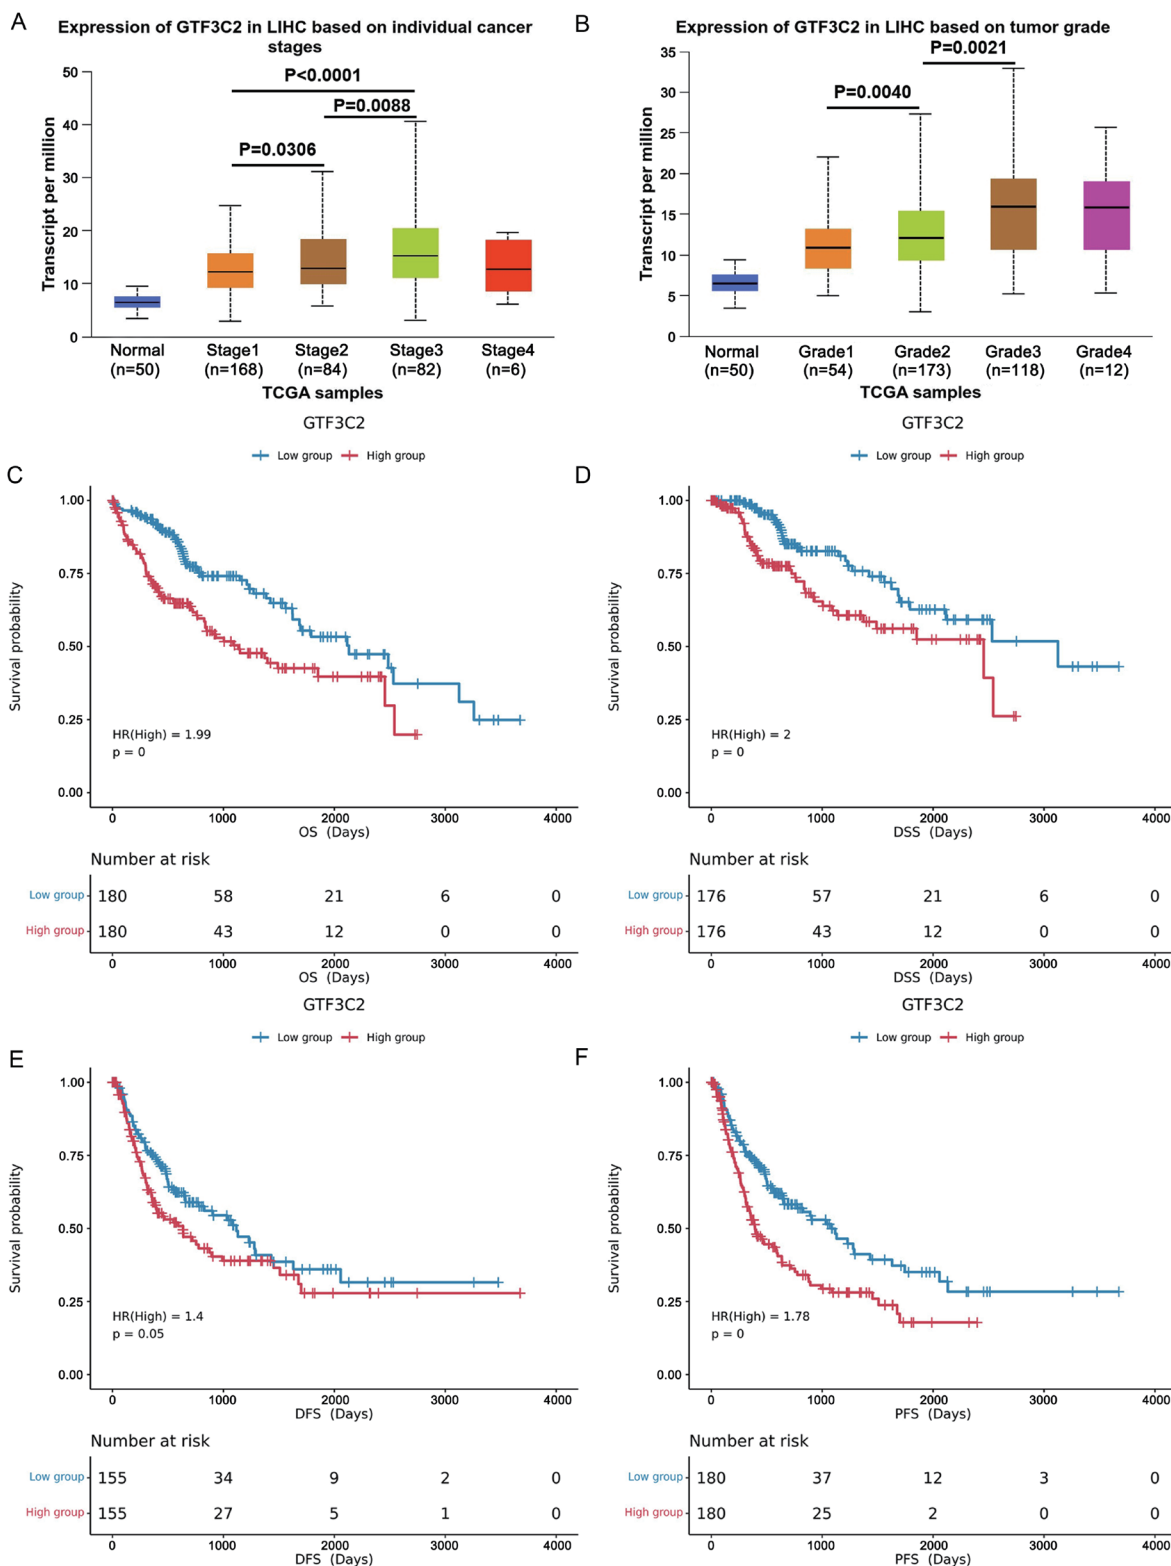 A
Expression of GTF3C2 in LIHC based on individual cancer
stages
P<0.0001
P=0.0088
P=0.0306
Transcript per million
50
40
30
20
10
0
Normal Stage1 Stage2 Stage3 Stage4
(n=50) (n=168) (n=84) (n=82) (n=6)
TCGA samples
B
Expression of GTF3C2 in LIHC based on tumor grade
P=0.0021
P=0.0040
Transcript per million
35
30
25
20
15
10
5
0
Normal Grade1 Grade2 Grade3 Grade4
(n=50) (n=54) (n=173) (n=118) (n=12)
TCGA samples
C
GTF3C2
Low group High group
Survival probability
1.00
0.75
0.50
0.25
0.00
HR(High) = 1.99
p = 0
0 1000 2000 3000 4000
OS (Days)
Number at risk
Low group 180 58 21 6 0
High group 180 43 12 0 0
0 1000 2000 3000 4000
OS (Days)
D
GTF3C2
Low group High group
Survival probability
1.00
0.75
0.50
0.25
0.00
HR(High) = 2
p = 0
0 1000 2000 3000 4000
DSS (Days)
Number at risk
Low group 176 57 21 6 0
High group 176 43 12 0 0
0 1000 2000 3000 4000
DSS (Days)
E
GTF3C2
Low group High group
Survival probability
1.00
0.75
0.50
0.25
0.00
HR(High) = 1.4
p = 0.05
0 1000 2000 3000 4000
DFS (Days)
Number at risk
Low group 155 34 9 2 0
High group 155 27 5 1 0
0 1000 2000 3000 4000
DFS (Days)
F
GTF3C2
Low group High group
Survival probability
1.00
0.75
0.50
0.25
0.00
HR(High) = 1.78
p = 0
0 1000 2000 3000 4000
PFS (Days)
Number at risk
Low group 180 37 12 3 0
High group 180 25 2 0 0
0 1000 2000 3000 4000
PFS (Days)